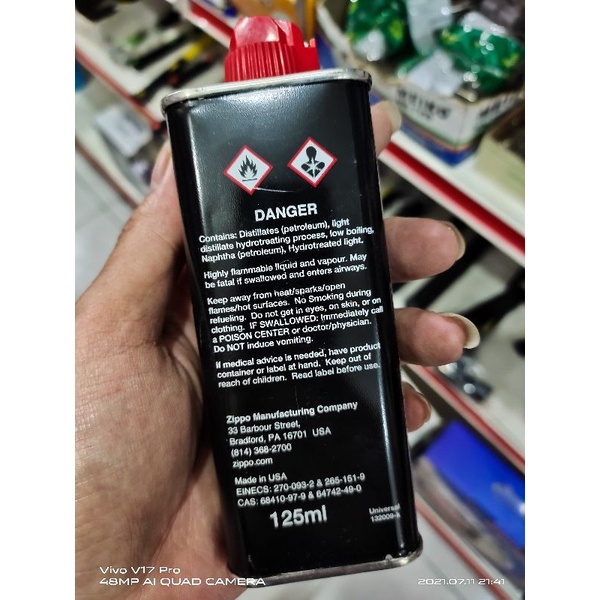 DANGER
Contains: Distillates (petroleum), light
distillate hydrotreating process, low boiling,
Naphtha (petroleum), Hydrotreated light.
Highly flammable liquid and vapour. May
be fatal if swallowed and enters airways.
Keep away from heat/sparks/open
flames/hot surfaces. No Smoking during
refueling. Do not get in eyes, on skin, or on
clothing. IF SWALLOWED: Immediately call
a POISON CENTER or doctor/physician.
Do NOT induce vomiting.
If medical advice is needed, have product
container or label at hand. Keep out of
reach of children. Read label before use.
Zippo Manufacturing Company
33 Barbour Street,
Bradford, PA 16701 USA
(814) 368-2700
zippo.com
Made in USA
EINECS: 270-093-2 & 265-151-9
CAS: 68410-97-9 & 64742-49-0
125ml
Universal
Vivo V17 Pro
48MP AI QUAD CAMERA
2021.07.11 21:41